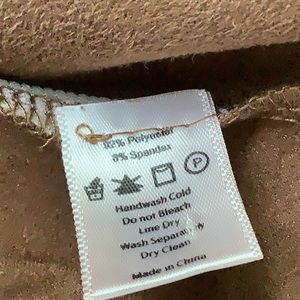 92% Polyester
8% Spandex
P
Handwash Cold
Do not Bleach
Line Dry
Wash Separately
Dry Clean
Made in China